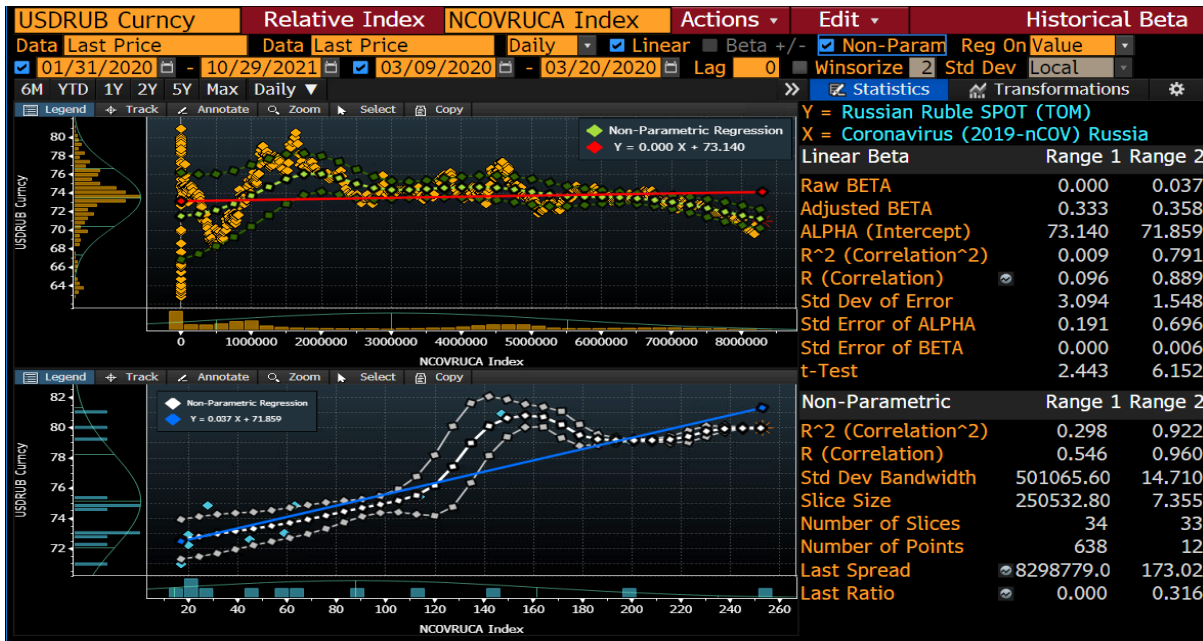 USDRUB Curncy Relative Index NCOVRUCA Index Actions Edit Historical Beta
Data Last Price Data Last Price Daily Linear Beta +/- Non-Param Reg On Value
01/31/2020 - 10/29/2021 03/09/2020 - 03/20/2020 Lag 0 Winsorize 2 Std Dev Local
6M YTD 1Y 2Y 5Y Max Daily ▼ » Statistics Transformations
Legend Track Annotate Zoom Select Copy
Non-Parametric Regression
Y = 0.000 X + 73.140
80
78
76
74
72
70
68
66
64
USDRUB Curncy
0 1000000 2000000 3000000 4000000 5000000 6000000 7000000 8000000
NCOVRUCA Index
Legend Track Annotate Zoom Select Copy
Non-Parametric Regression
Y = 0.037 X + 71.859
82
80
78
76
74
72
USDRUB Curncy
20 40 60 80 100 120 140 160 180 200 220 240 260
NCOVRUCA Index
Y = Russian Ruble SPOT (TOM)
X = Coronavirus (2019-nCOV) Russia
Linear Beta Range 1 Range 2
Raw BETA 0.000 0.037
Adjusted BETA 0.333 0.358
ALPHA (Intercept) 73.140 71.859
R^2 (Correlation^2) 0.009 0.791
R (Correlation) 0.096 0.889
Std Dev of Error 3.094 1.548
Std Error of ALPHA 0.191 0.696
Std Error of BETA 0.000 0.006
t-Test 2.443 6.152
Non-Parametric Range 1 Range 2
R^2 (Correlation^2) 0.298 0.922
R (Correlation) 0.546 0.960
Std Dev Bandwidth 501065.60 14.710
Slice Size 250532.80 7.355
Number of Slices 34 33
Number of Points 638 12
Last Spread 8298779.0 173.02
Last Ratio 0.000 0.316